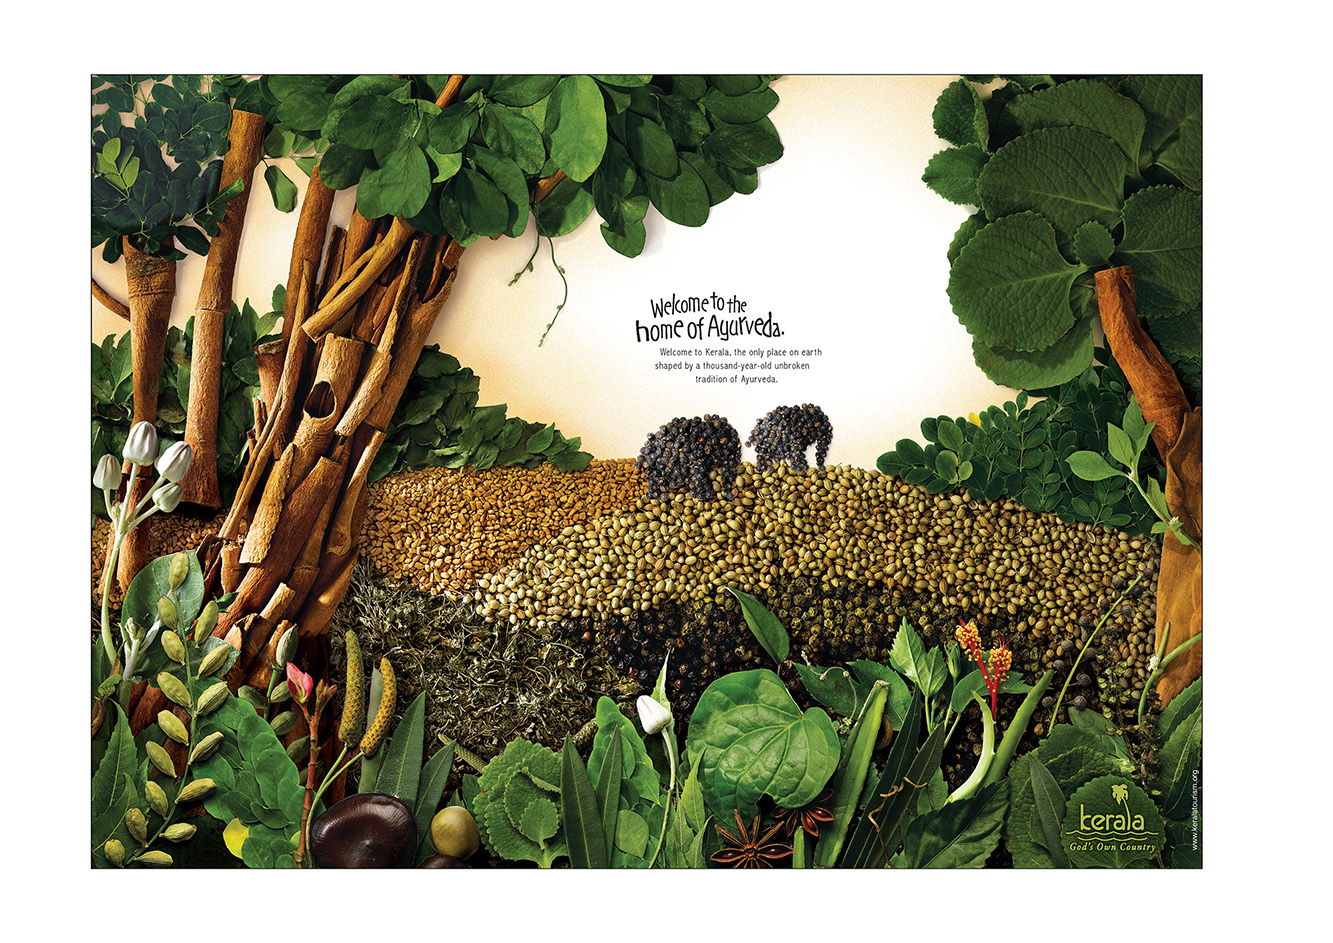 Welcome to the
home of Ayurveda.
Welcome to Kerala, the only place on earth
shaped by a thousand-year-old unbroken
tradition of Ayurveda.
kerala
God's Own Country
www.keralatourism.org